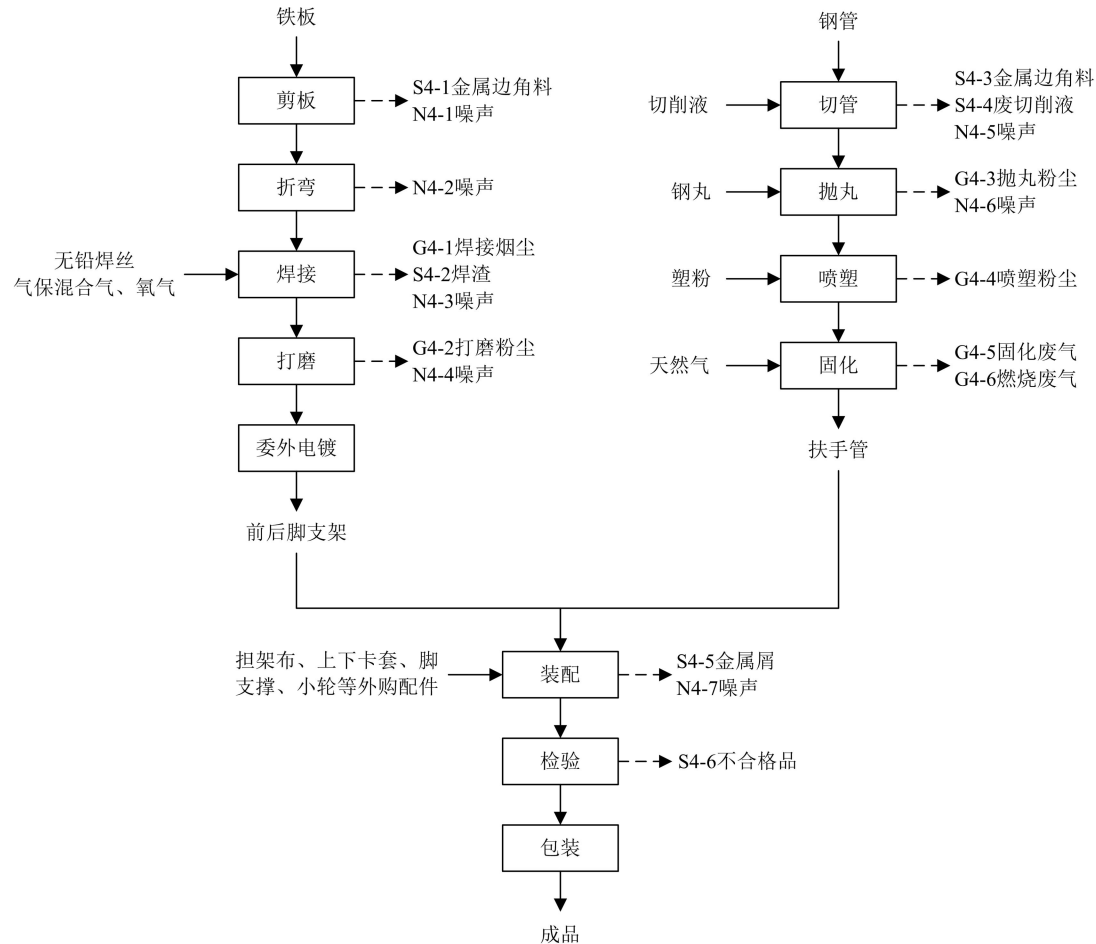 铁板
剪板
S4-1金属边角料
N4-1噪声
折弯
N4-2噪声
无铅焊丝
气保混合气、氧气
焊接
G4-1焊接烟尘
S4-2焊渣
N4-3噪声
打磨
G4-2打磨粉尘
N4-4噪声
委外电镀
前后脚支架
钢管
切削液
切管
S4-3金属边角料
S4-4废切削液
N4-5噪声
钢丸
抛丸
G4-3抛丸粉尘
N4-6噪声
塑粉
喷塑
G4-4喷塑粉尘
天然气
固化
G4-5固化废气
G4-6燃烧废气
扶手管
担架布、上下卡套、脚
支撑、小轮等外购配件
装配
S4-5金属屑
N4-7噪声
检验
S4-6不合格品
包装
成品